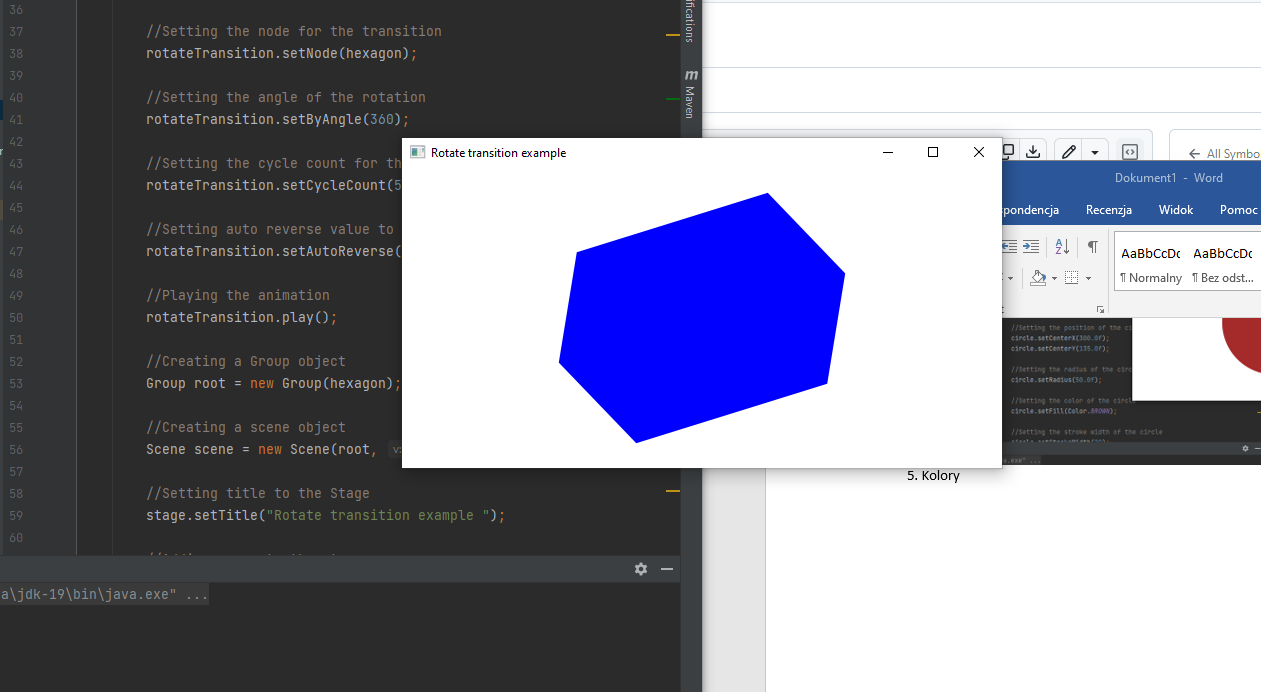 36
37 //Setting the node for the transition
38 rotateTransition.setNode(hexagon);
39
40 //Setting the angle of the rotation
41 rotateTransition.setByAngle(360);
42
43 //Setting the cycle count for th
44 rotateTransition.setCycleCount(5
45
46 //Setting auto reverse value to
47 rotateTransition.setAutoReverse(
48
49 //Playing the animation
50 rotateTransition.play();
51
52 //Creating a Group object
53 Group root = new Group(hexagon);
54
55 //Creating a scene object
56 Scene scene = new Scene(root,
57
58 //Setting title to the Stage
59 stage.setTitle("Rotate transition example ");
60
a\jdk-19\bin\java.exe" ...
ifications
m Maven
Rotate transition example
All Symbo
Dokument1 - Word
spondencja Recenzja Widok Pomoc
AaBbCcDc AaBbCcDc
¶ Normalny ¶ Bez odst...
//Setting the position of the ci
circle.setCenterX(300.0f);
circle.setCenterY(135.0f);
//Setting the radius of the circ
circle.setRadius(50.0f);
//Setting the color of the circle
circle.setFill(Color.BROWN);
//Setting the stroke width of the circle
5. Kolory